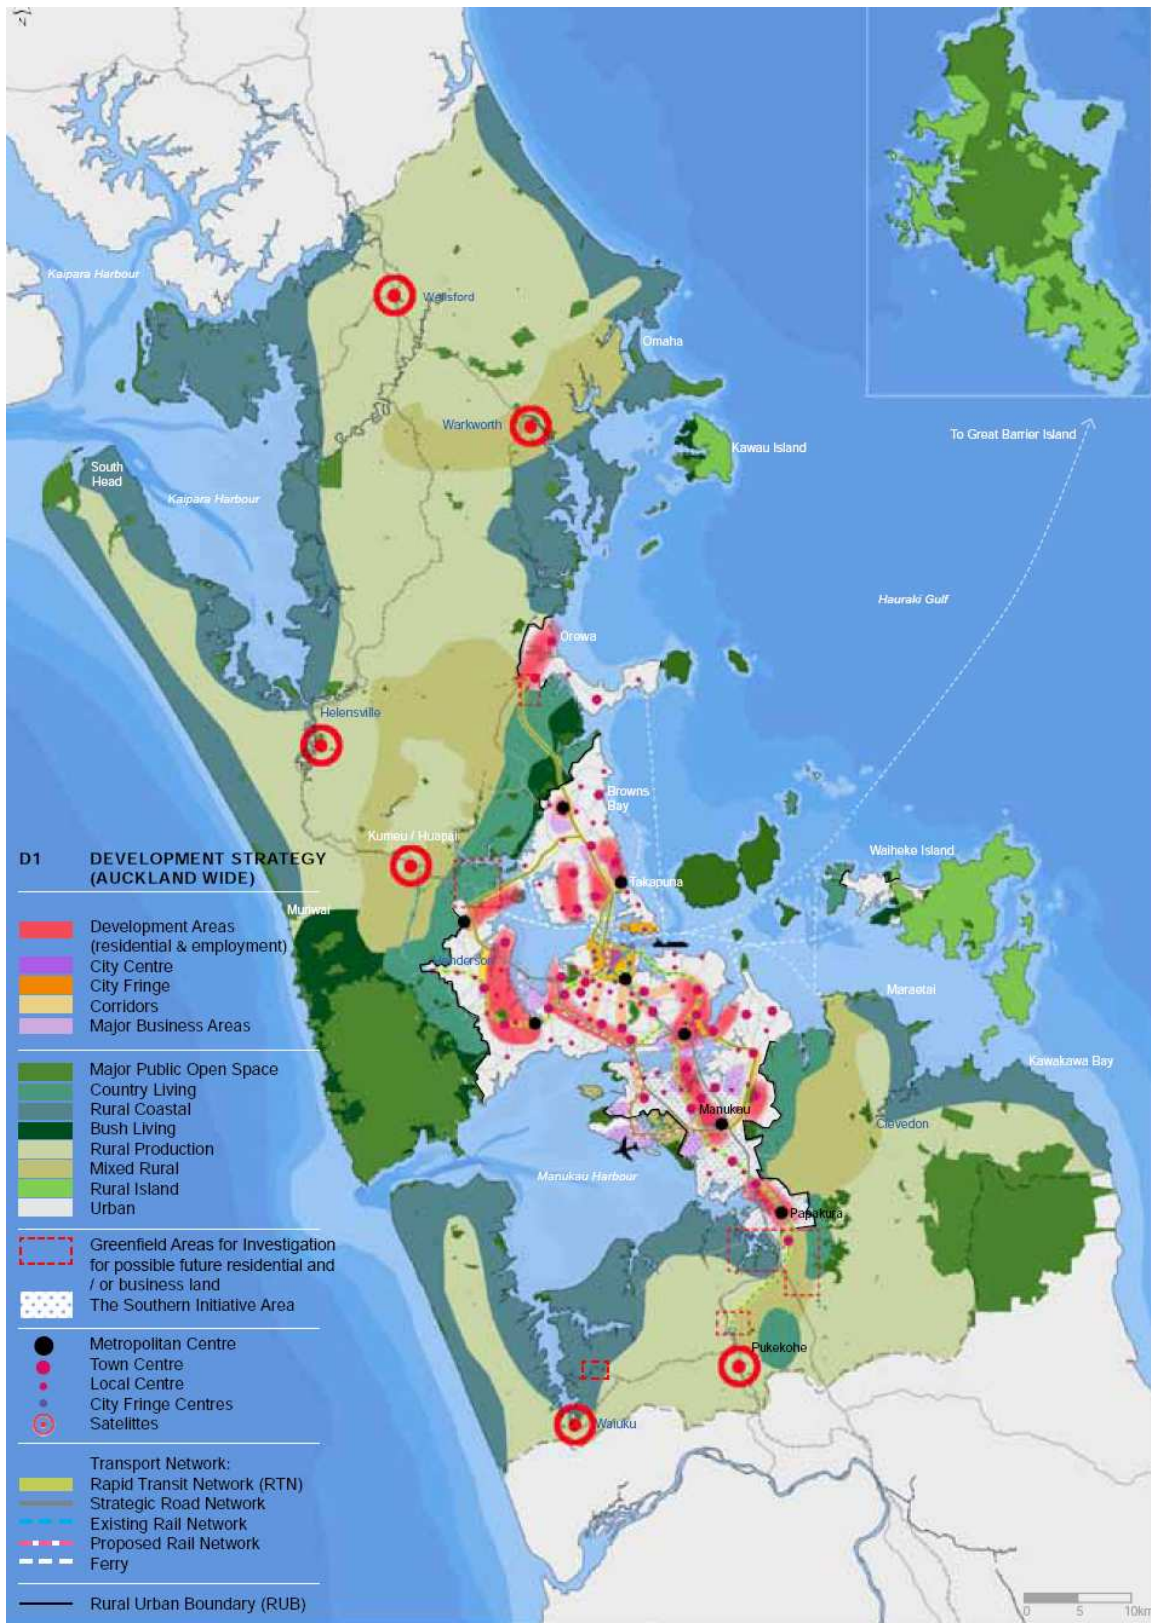 N
Kaipara Harbour
Wellsford
Omaha
Warkworth
Kawau Island
To Great Barrier Island
South
Head
Kaipara Harbour
Hauraki Gulf
Orewa
Helensville
Browns
Bay
Kumeu / Huapai
Waiheke Island
Takapuna
Muriwai
Henderson
Maraetai
Kawakawa Bay
Manukau
Clevedon
Manukau Harbour
Papakura
Pukekohe
Waiuku
D1 DEVELOPMENT STRATEGY
(AUCKLAND WIDE)
Development Areas
(residential & employment)
City Centre
City Fringe
Corridors
Major Business Areas
Major Public Open Space
Country Living
Rural Coastal
Bush Living
Rural Production
Mixed Rural
Rural Island
Urban
Greenfield Areas for Investigation
for possible future residential and
/ or business land
The Southern Initiative Area
Metropolitan Centre
Town Centre
Local Centre
City Fringe Centres
Satelittes
Transport Network:
Rapid Transit Network (RTN)
Strategic Road Network
Existing Rail Network
Proposed Rail Network
Ferry
Rural Urban Boundary (RUB)
0 5 10km